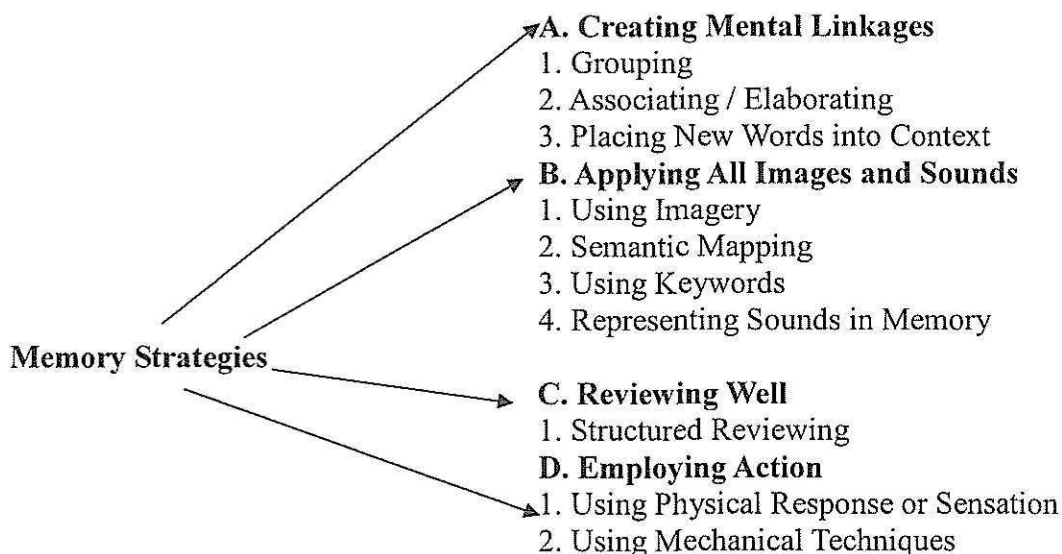 A. Creating Mental Linkages
1. Grouping
2. Associating / Elaborating
3. Placing New Words into Context
B. Applying All Images and Sounds
1. Using Imagery
2. Semantic Mapping
3. Using Keywords
4. Representing Sounds in Memory
Memory Strategies
C. Reviewing Well
1. Structured Reviewing
D. Employing Action
1. Using Physical Response or Sensation
2. Using Mechanical Techniques